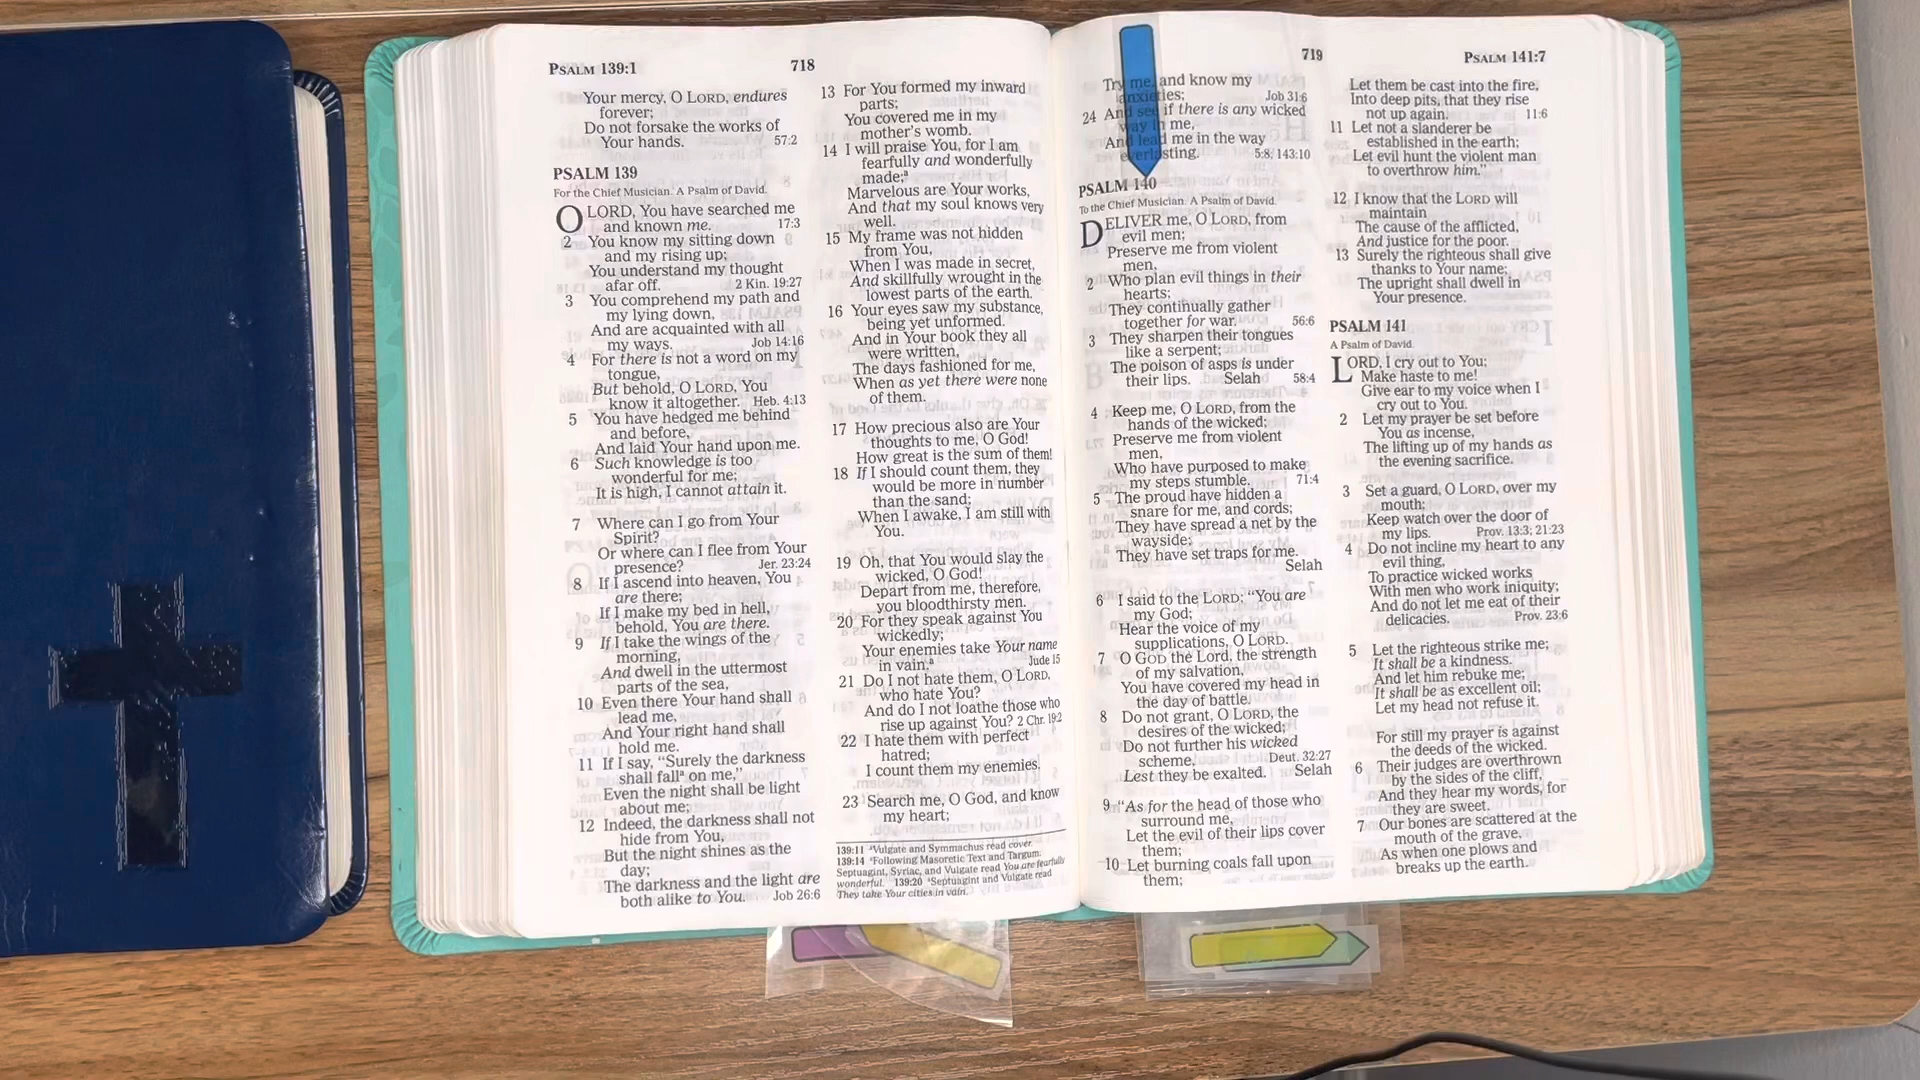 PSALM 139:1
718
Your mercy, O LORD, endures
forever;
Do not forsake the works of
Your hands. 57:2
PSALM 139
For the Chief Musician. A Psalm of David.
O LORD, You have searched me
and known me. 17:3
2 You know my sitting down
and my rising up;
You understand my thought
afar off. 2 Kin. 19:27
3 You comprehend my path and
my lying down,
And are acquainted with all
my ways. Job 14:16
4 For there is not a word on my
tongue,
But behold, O LORD, You
know it altogether. Heb. 4:13
5 You have hedged me behind
and before,
And laid Your hand upon me.
6 Such knowledge is too
wonderful for me;
It is high, I cannot attain it.
7 Where can I go from Your
Spirit?
Or where can I flee from Your
presence? Jer. 23:24
8 If I ascend into heaven, You
are there;
If I make my bed in hell,
behold, You are there.
9 If I take the wings of the
morning,
And dwell in the uttermost
parts of the sea,
10 Even there Your hand shall
lead me,
And Your right hand shall
hold me.
11 If I say, "Surely the darkness
shall fallª on me,"
Even the night shall be light
about me;
12 Indeed, the darkness shall not
hide from You,
But the night shines as the
day;
The darkness and the light are
both alike to You. Job 26:6
13 For You formed my inward
parts;
You covered me in my
mother's womb.
14 I will praise You, for I am
fearfully and wonderfully
made;ª
Marvelous are Your works,
And that my soul knows very
well.
15 My frame was not hidden
from You,
When I was made in secret,
And skillfully wrought in the
lowest parts of the earth.
16 Your eyes saw my substance,
being yet unformed.
And in Your book they all
were written,
The days fashioned for me,
When as yet there were none
of them.
17 How precious also are Your
thoughts to me, O God!
How great is the sum of them!
18 If I should count them, they
would be more in number
than the sand;
When I awake, I am still with
You.
19 Oh, that You would slay the
wicked, O God!
Depart from me, therefore,
you bloodthirsty men.
20 For they speak against You
wickedly;
Your enemies take Your name
in vain.ª Jude 15
21 Do I not hate them, O LORD,
who hate You?
And do I not loathe those who
rise up against You? 2 Chr. 19:2
22 I hate them with perfect
hatred;
I count them my enemies.
23 Search me, O God, and know
my heart;
139:11 ªVulgate and Symmachus read cover.
139:14 ªFollowing Masoretic Text and Targum;
Septuagint, Syriac, and Vulgate read You are fearfully
wonderful. 139:20 ªSeptuagint and Vulgate read
They take Your cities in vain.
719
PSALM 141:7
Try me, and know my
anxieties; Job 31:6
24 And see if there is any wicked
way in me,
And lead me in the way
everlasting. 5:8; 143:10
PSALM 140
To the Chief Musician. A Psalm of David.
DELIVER me, O LORD, from
evil men;
Preserve me from violent
men,
2 Who plan evil things in their
hearts;
They continually gather
together for war. 56:6
3 They sharpen their tongues
like a serpent;
The poison of asps is under
their lips. Selah 58:4
4 Keep me, O LORD, from the
hands of the wicked;
Preserve me from violent
men,
Who have purposed to make
my steps stumble. 71:4
5 The proud have hidden a
snare for me, and cords;
They have spread a net by the
wayside;
They have set traps for me.
Selah
6 I said to the LORD: "You are
my God;
Hear the voice of my
supplications, O LORD.
7 O GOD the Lord, the strength
of my salvation,
You have covered my head in
the day of battle.
8 Do not grant, O LORD, the
desires of the wicked;
Do not further his wicked
scheme, Deut. 32:27
Lest they be exalted. Selah
9 "As for the head of those who
surround me,
Let the evil of their lips cover
them;
10 Let burning coals fall upon
them;
Let them be cast into the fire,
Into deep pits, that they rise
not up again. 11:6
11 Let not a slanderer be
established in the earth;
Let evil hunt the violent man
to overthrow him."
12 I know that the LORD will
maintain
The cause of the afflicted,
And justice for the poor.
13 Surely the righteous shall give
thanks to Your name;
The upright shall dwell in
Your presence.
PSALM 141
A Psalm of David.
LORD, I cry out to You;
Make haste to me!
Give ear to my voice when I
cry out to You.
2 Let my prayer be set before
You as incense,
The lifting up of my hands as
the evening sacrifice.
3 Set a guard, O LORD, over my
mouth;
Keep watch over the door of
my lips. Prov. 13:3; 21:23
4 Do not incline my heart to any
evil thing,
To practice wicked works
With men who work iniquity;
And do not let me eat of their
delicacies. Prov. 23:6
5 Let the righteous strike me;
It shall be a kindness.
And let him rebuke me;
It shall be as excellent oil;
Let my head not refuse it.
For still my prayer is against
the deeds of the wicked.
6 Their judges are overthrown
by the sides of the cliff,
And they hear my words, for
they are sweet.
7 Our bones are scattered at the
mouth of the grave,
As when one plows and
breaks up the earth.